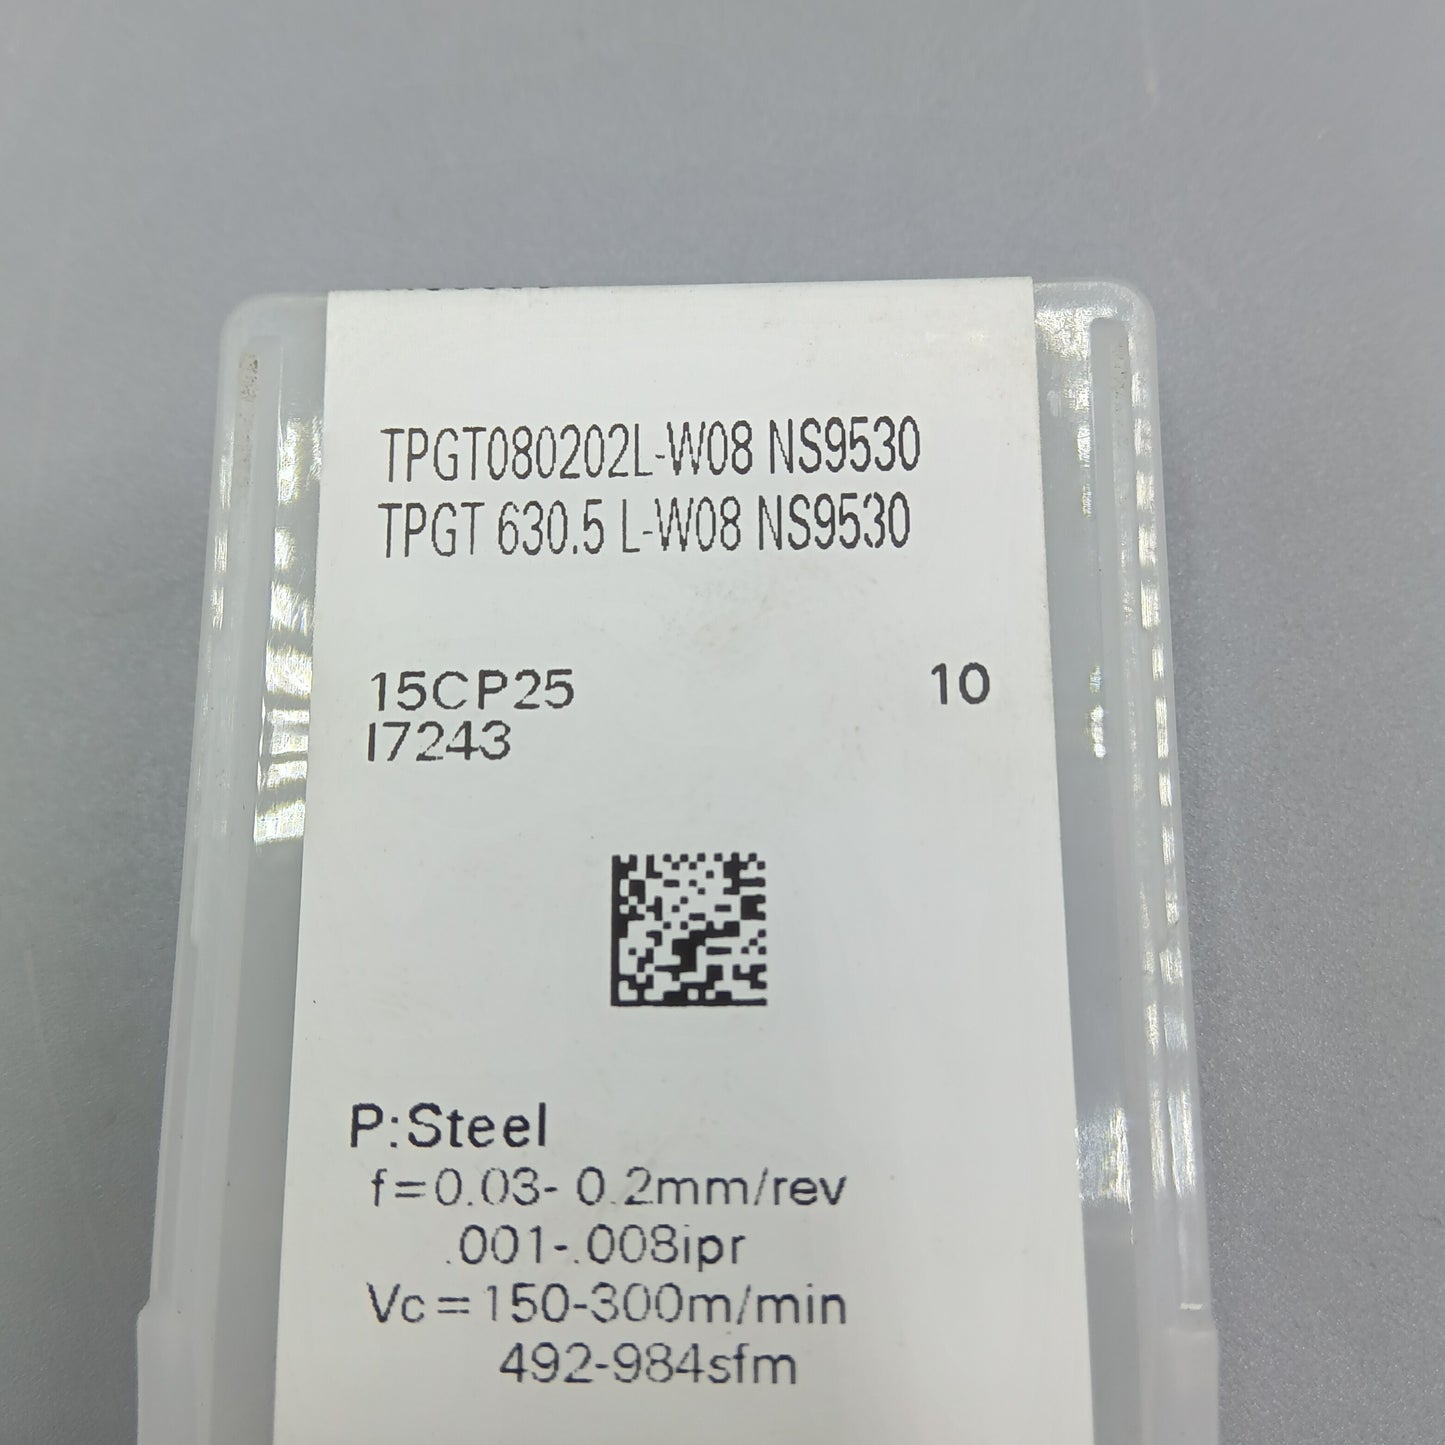 TPGT080202L-W08 NS9530
TPGT 630.5 L-W08 NS9530
15CP25 10
I7243
P:Steel
f=0.03- 0.2mm/rev
.001-.008ipr
Vc=150-300m/min
492-984sfm